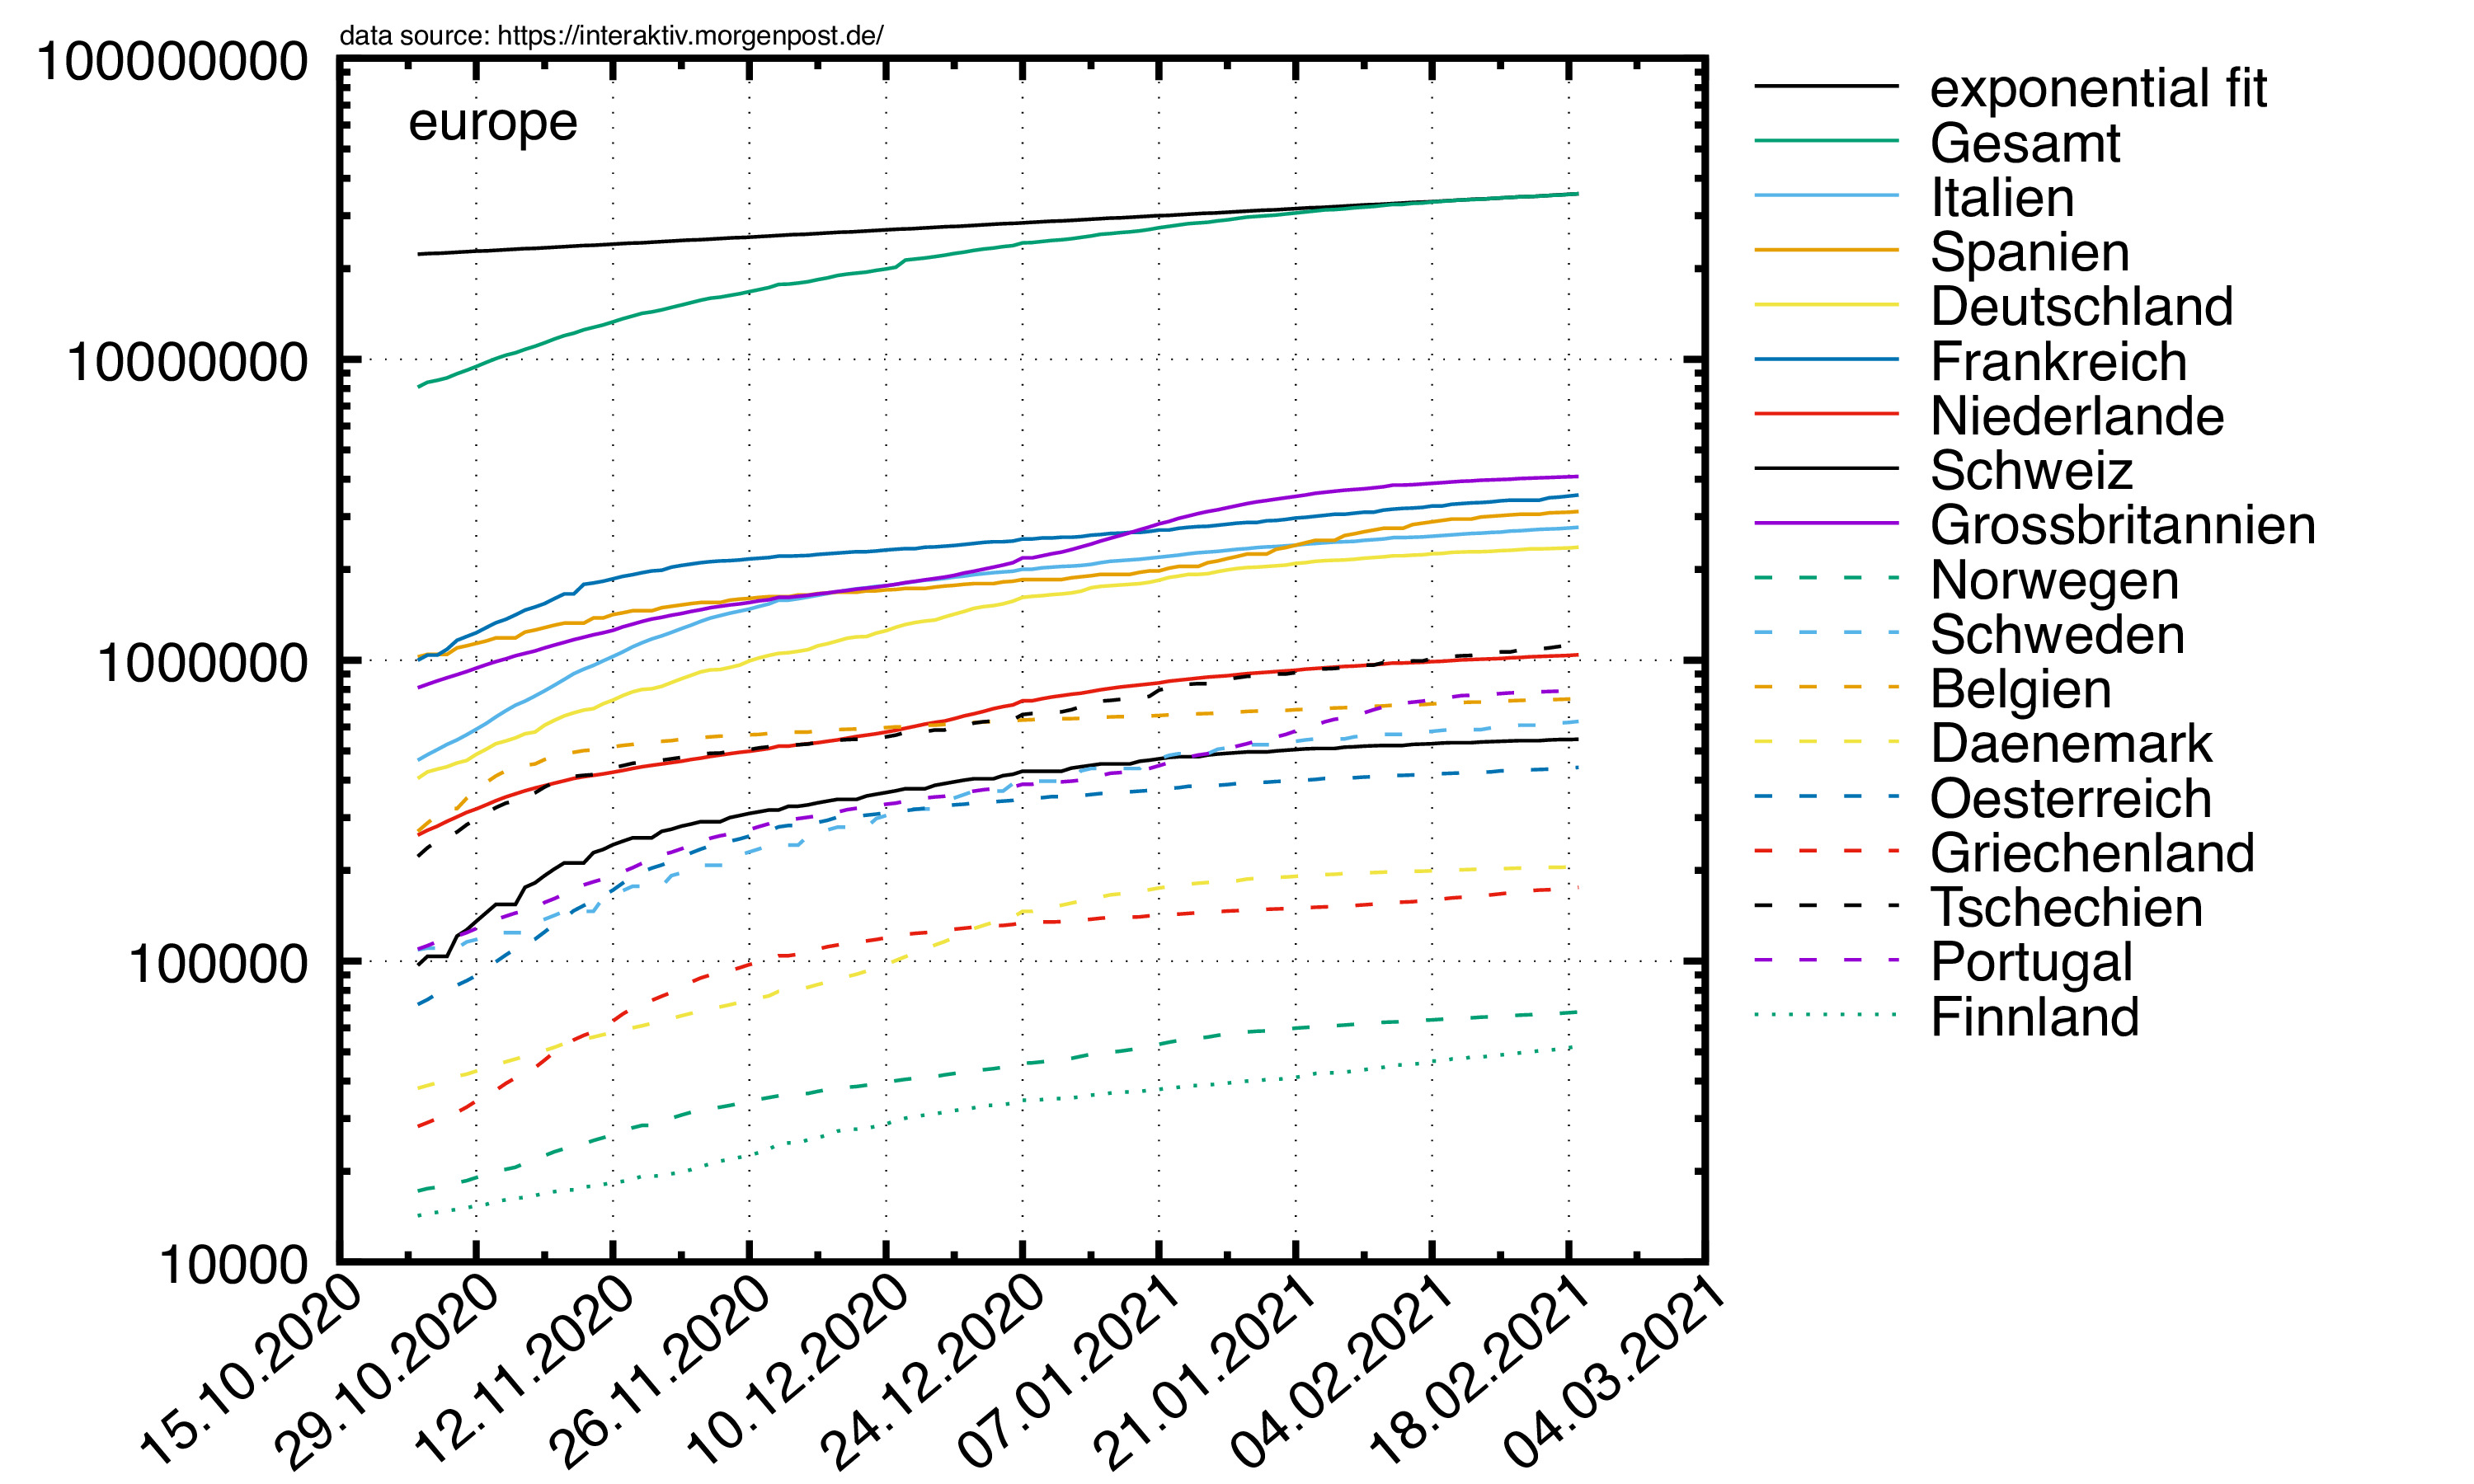 data source: https://interaktiv.morgenpost.de/
europe
100000000
10000000
1000000
100000
10000
15.10.2020
29.10.2020
12.11.2020
26.11.2020
10.12.2020
24.12.2020
07.01.2021
21.01.2021
04.02.2021
18.02.2021
04.03.2021
exponential fit
Gesamt
Italien
Spanien
Deutschland
Frankreich
Niederlande
Schweiz
Grossbritannien
Norwegen
Schweden
Belgien
Daenemark
Oesterreich
Griechenland
Tschechien
Portugal
Finnland